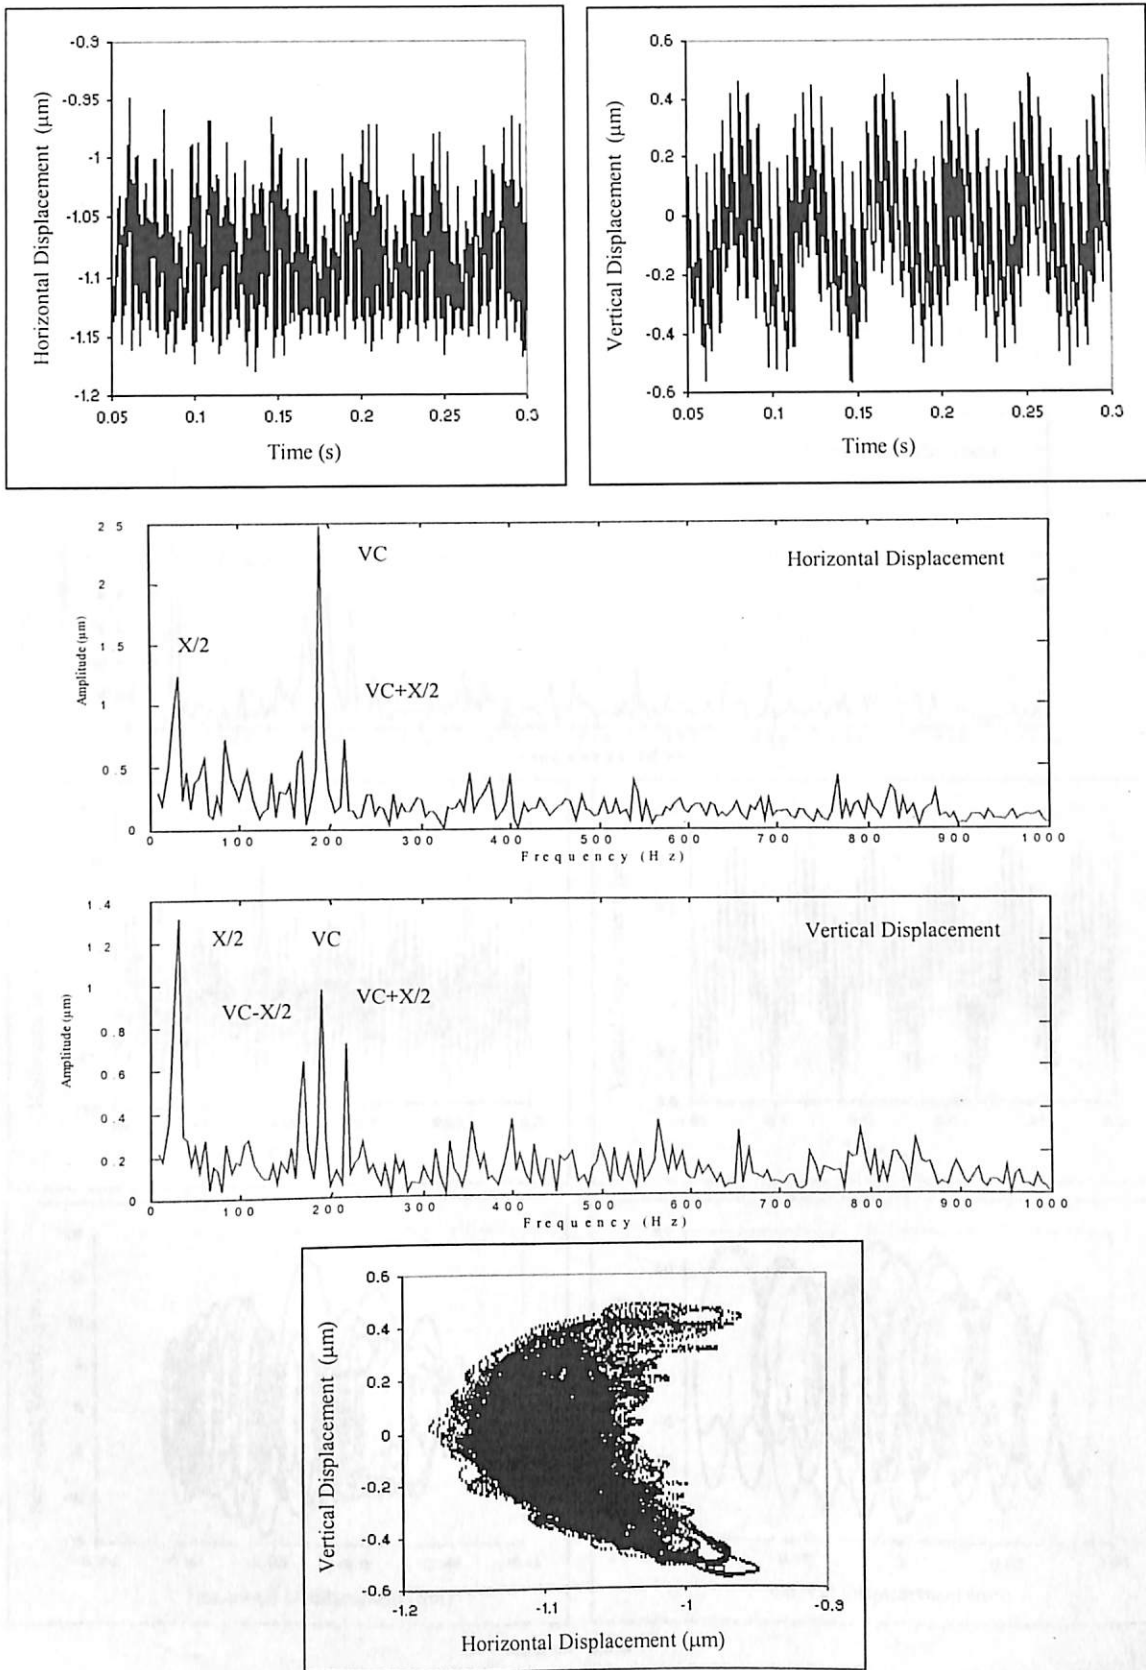 -0.9
-0.95
-1
-1.05
-1.1
-1.15
-1.2
0.05 0.1 0.15 0.2 0.25 0.3
Horizontal Displacement (μm)
Time (s)
0.6
0.4
0.2
0
-0.2
-0.4
-0.6
0.05 0.1 0.15 0.2 0.25 0.3
Vertical Displacement (μm)
Time (s)
2 5
2
1 5
1
0 5
0
Amplitude (μm)
X/2
VC
VC+X/2
Horizontal Displacement
0 100 200 300 400 500 600 700 800 900 1000
Frequency (Hz)
1.4
1 2
1
0 8
0 6
0 4
0 2
0
Amplitude (μm)
X/2
VC
VC-X/2
VC+X/2
Vertical Displacement
0 100 200 300 400 500 600 700 800 900 1000
Frequency (Hz)
0.6
0.4
0.2
0
-0.2
-0.4
-0.6
-1.2 -1.1 -1 -0.9
Vertical Displacement (μm)
Horizontal Displacement (μm)